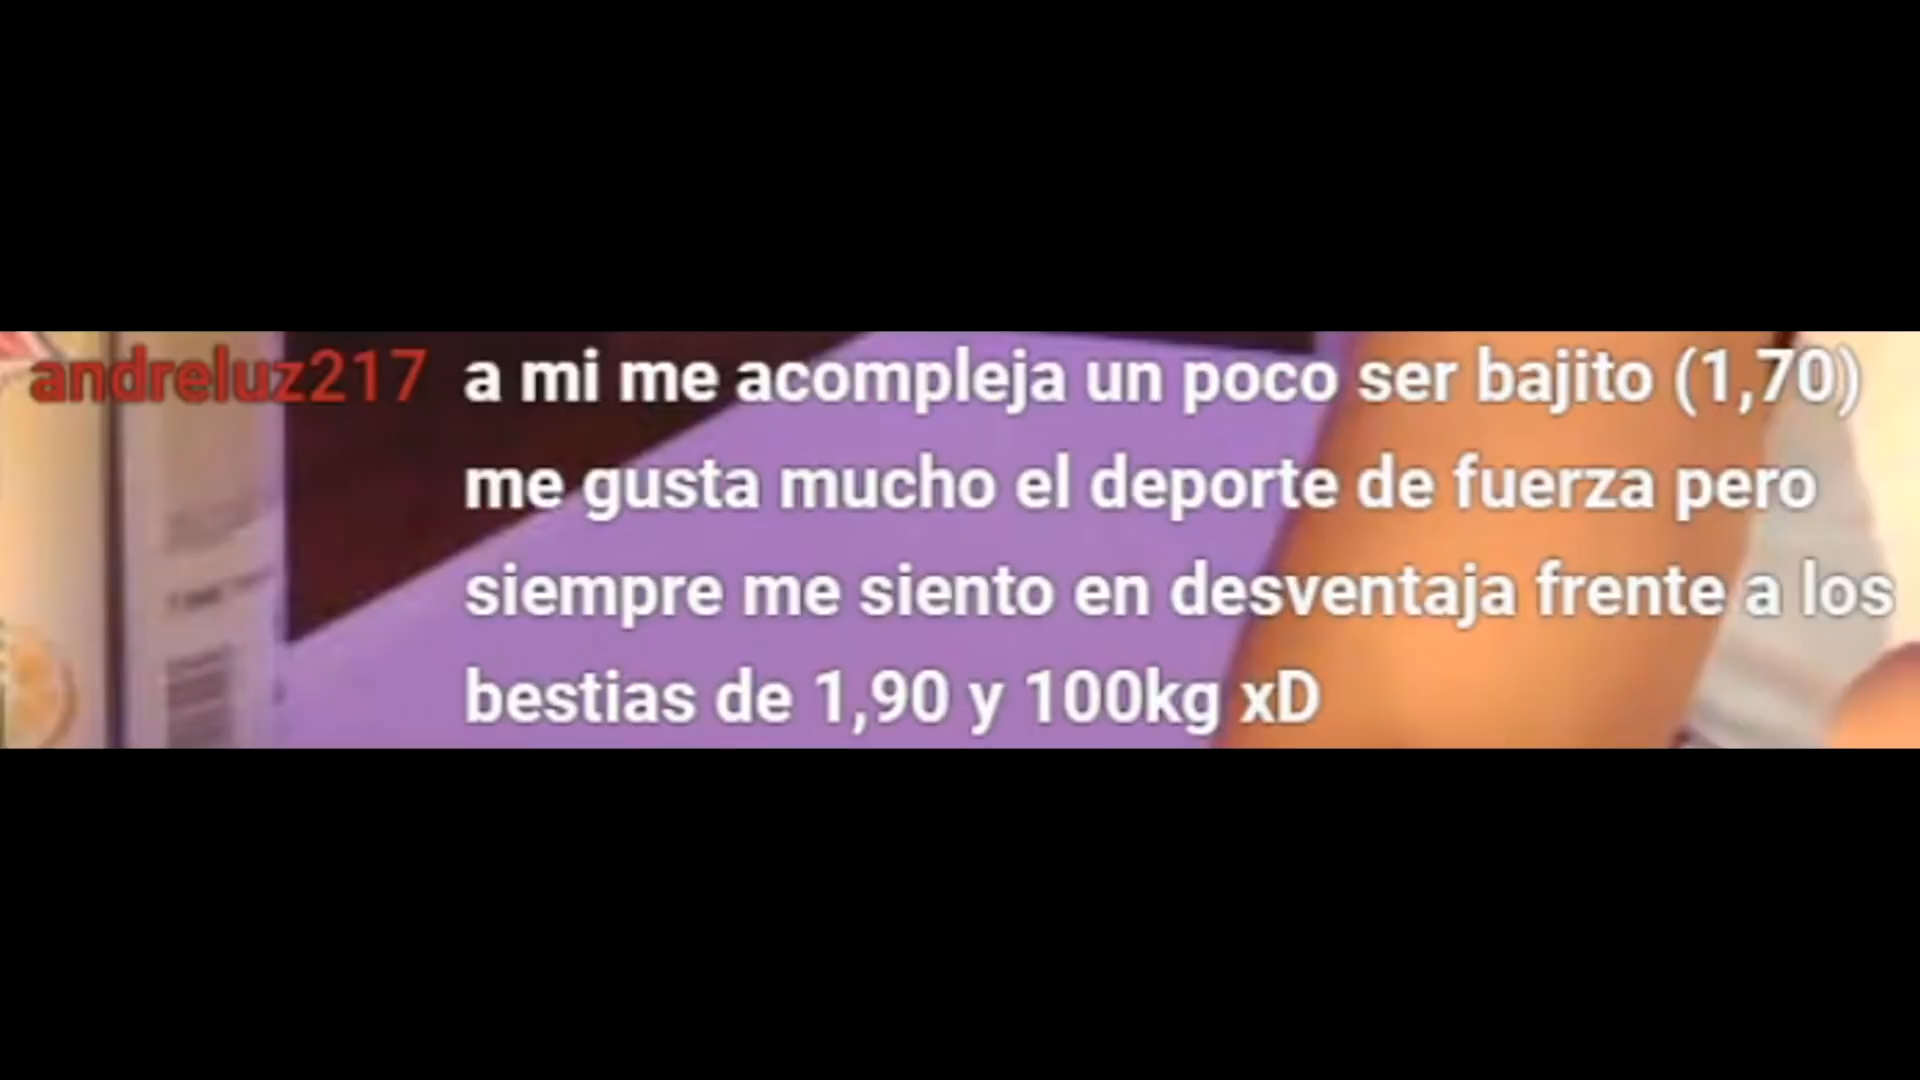 andreluz217 a mi me acompleja un poco ser bajito (1,70)
me gusta mucho el deporte de fuerza pero
siempre me siento en desventaja frente a los
bestias de 1,90 y 100kg xD